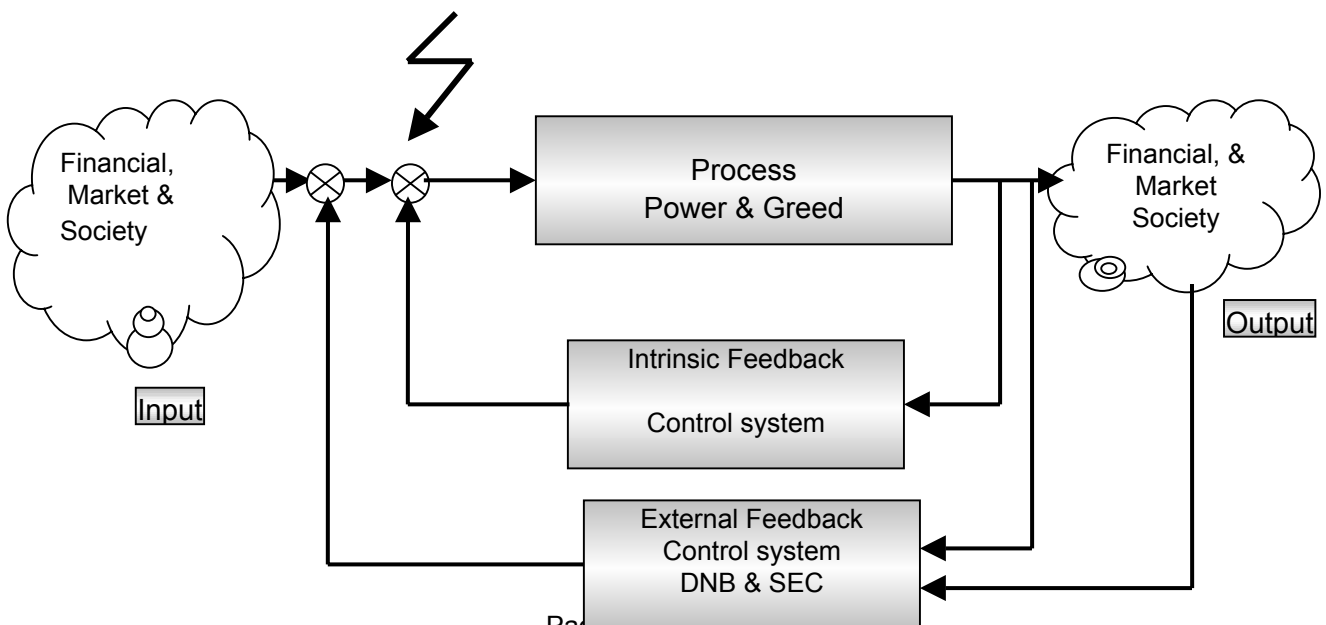 Financial,
Market &
Society
Input
Process
Power & Greed
Financial, &
Market
Society
Output
Intrinsic Feedback
Control system
External Feedback
Control system
DNB & SEC